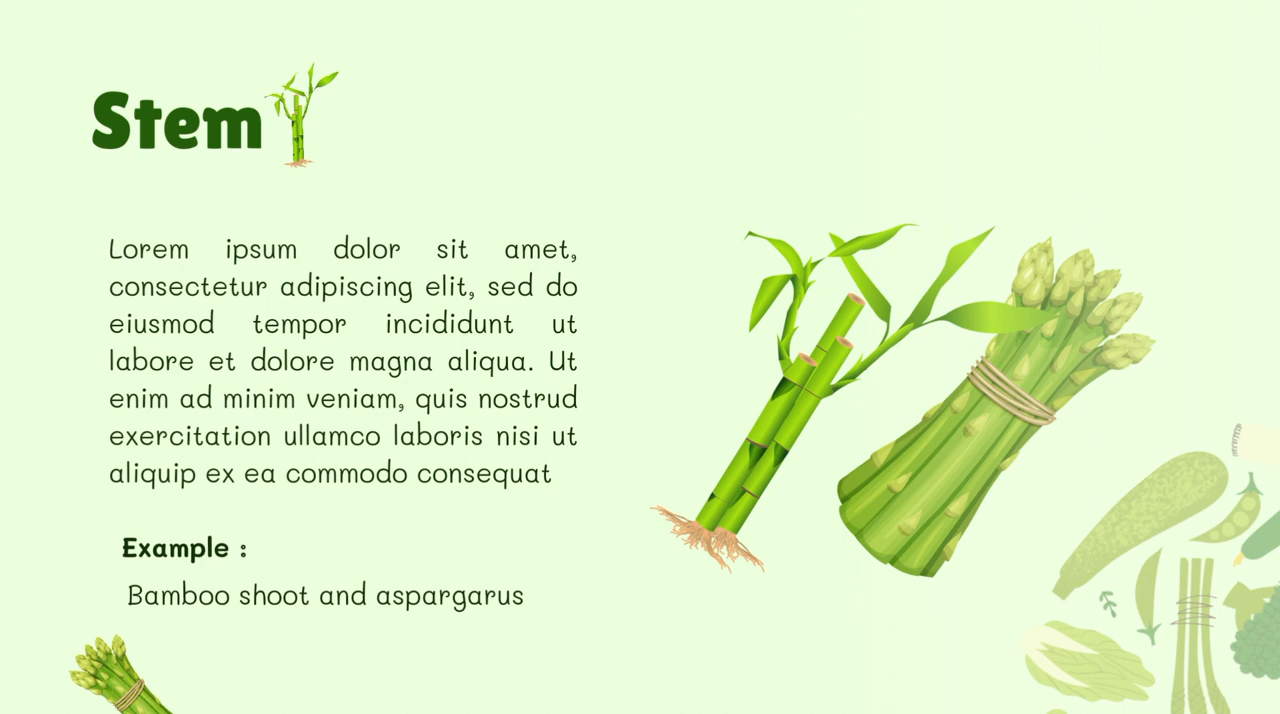 Stem
Lorem ipsum dolor sit amet,
consectetur adipiscing elit, sed do
eiusmod tempor incididunt ut
labore et dolore magna aliqua. Ut
enim ad minim veniam, quis nostrud
exercitation ullamco laboris nisi ut
aliquip ex ea commodo consequat
Example :
Bamboo shoot and aspargarus